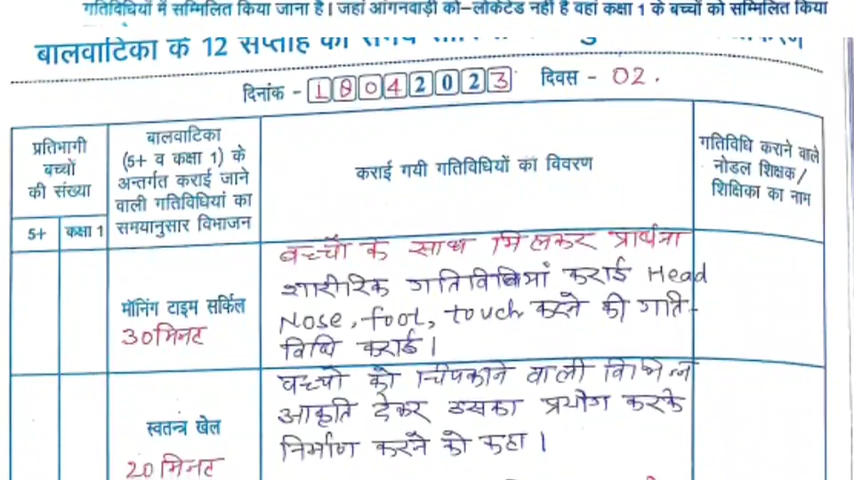 गतिविधियों में सम्मिलित किया जाना है। जहां आंगनवाड़ी को-लोकेटेड नहीं है वहां कक्षा 1 के बच्चों को सम्मिलित किया
बालवाटिका के 12 सप्ताह का समय
दिनांक - 18042023 दिवस - 02.
प्रतिभागी बच्चों की संख्या
5+ कक्षा 1
बालवाटिका
(5+ व कक्षा 1) के
अन्तर्गत कराई जाने
वाली गतिविधियां का
समयानुसार विभाजन
कराई गयी गतिविधियों का विवरण
गतिविधि कराने वाले
नोडल शिक्षक/
शिक्षिका का नाम
मॉनिंग टाइम सर्किल
30 मिनट
बच्चों के साथ मिलकर प्रार्थना
शारीरिक गतिविधियां कराई Head
Nose, foot, touch करने की गति-
विधि कराई।
स्वतन्त्र खेल
20 मिनट
बच्चों को चिपकाने वाली विभिन्न
आकृति देकर उसका प्रयोग करके
निर्माण करने को कहा।